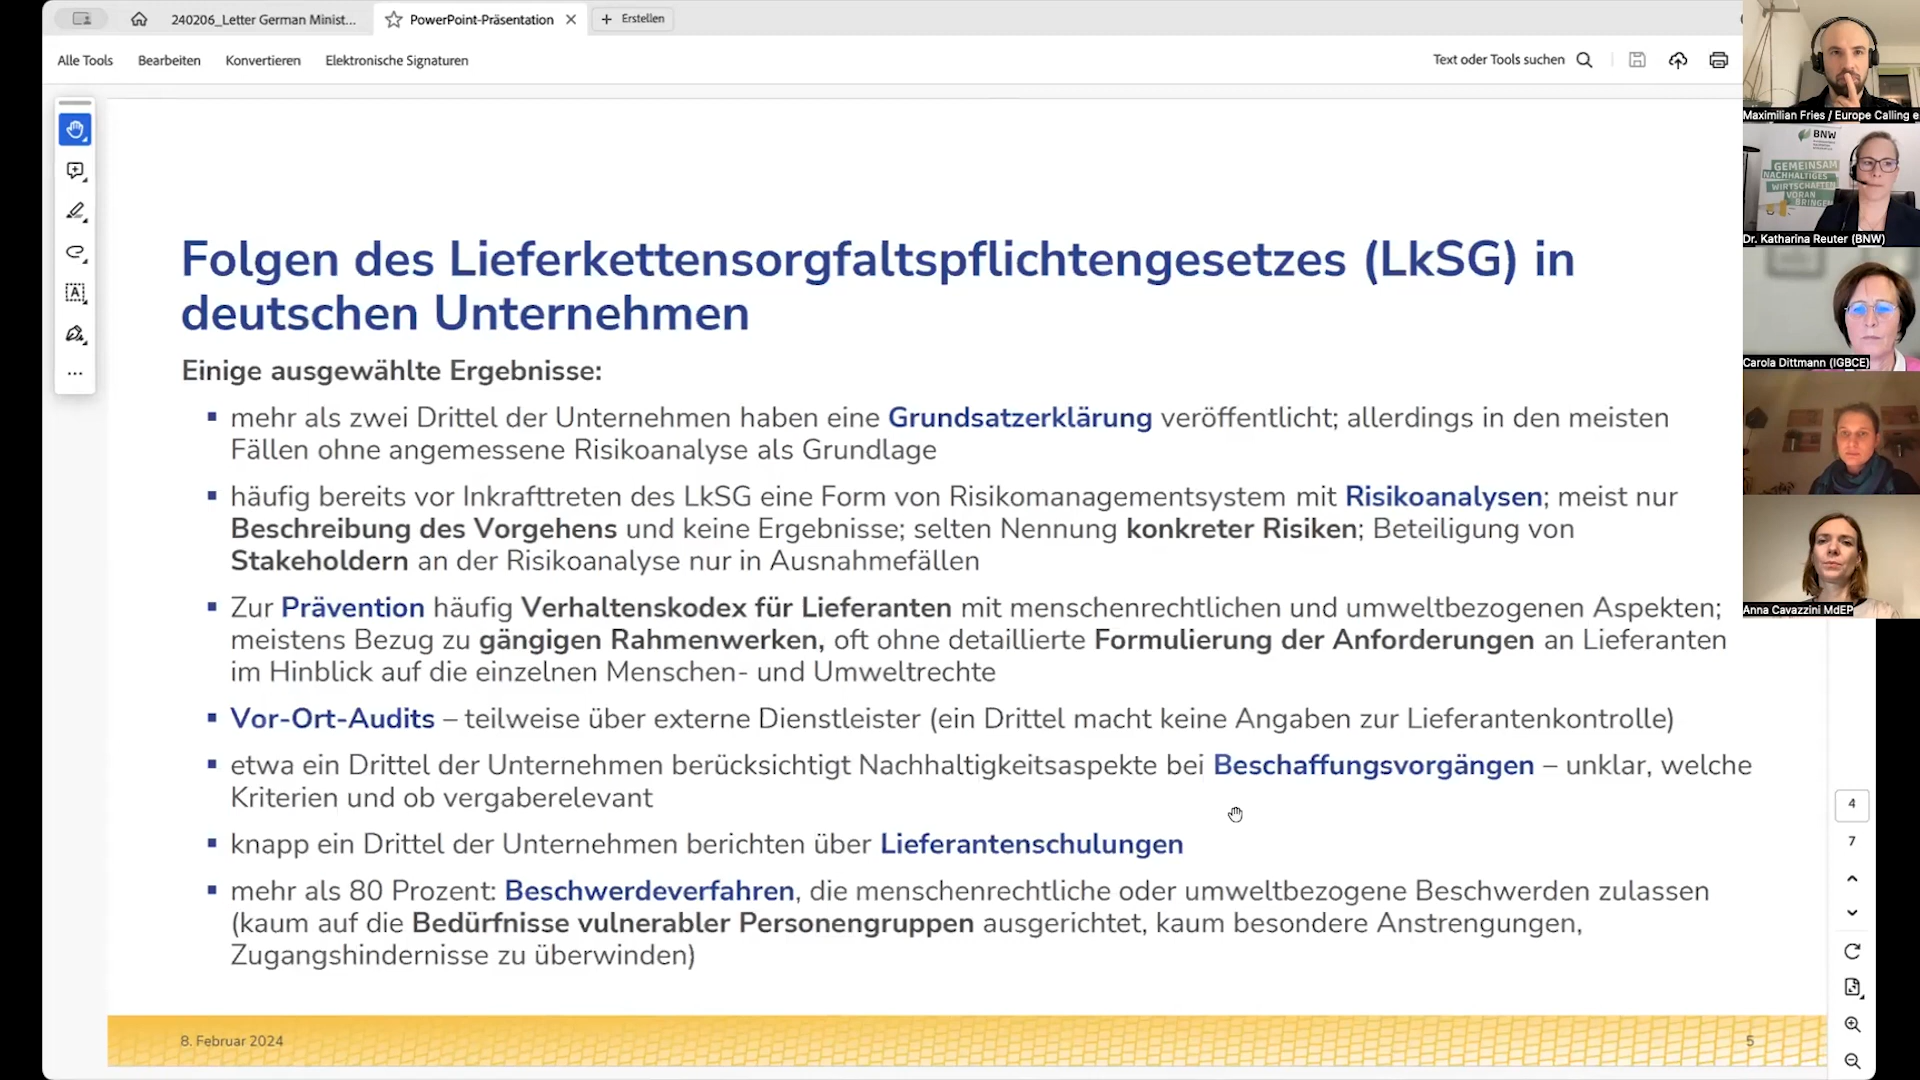 240206_Letter German Minist...
PowerPoint-Präsentation
Erstellen
Alle Tools
Bearbeiten
Konvertieren
Elektronische Signaturen
Text oder Tools suchen
Folgen des Lieferkettensorgfaltspflichtengesetzes (LkSG) in
deutschen Unternehmen
Einige ausgewählte Ergebnisse:
mehr als zwei Drittel der Unternehmen haben eine Grundsatzerklärung veröffentlicht; allerdings in den meisten
Fällen ohne angemessene Risikoanalyse als Grundlage
häufig bereits vor Inkrafttreten des LkSG eine Form von Risikomanagementsystem mit Risikoanalysen; meist nur
Beschreibung des Vorgehens und keine Ergebnisse; selten Nennung konkreter Risiken; Beteiligung von
Stakeholdern an der Risikoanalyse nur in Ausnahmefällen
Zur Prävention häufig Verhaltenskodex für Lieferanten mit menschenrechtlichen und umweltbezogenen Aspekten;
meistens Bezug zu gängigen Rahmenwerken, oft ohne detaillierte Formulierung der Anforderungen an Lieferanten
im Hinblick auf die einzelnen Menschen- und Umweltrechte
Vor-Ort-Audits – teilweise über externe Dienstleister (ein Drittel macht keine Angaben zur Lieferantenkontrolle)
etwa ein Drittel der Unternehmen berücksichtigt Nachhaltigkeitsaspekte bei Beschaffungsvorgängen – unklar, welche
Kriterien und ob vergaberelevant
knapp ein Drittel der Unternehmen berichten über Lieferantenschulungen
mehr als 80 Prozent: Beschwerdeverfahren, die menschenrechtliche oder umweltbezogene Beschwerden zulassen
(kaum auf die Bedürfnisse vulnerabler Personengruppen ausgerichtet, kaum besondere Anstrengungen,
Zugangshindernisse zu überwinden)
8. Februar 2024
5
4
7
Maximilian Fries / Europe Calling e
BNW
GEMEINSAM
NACHHALTIGES
WIRTSCHAFTEN
VORAN
BRINGEN
Dr. Katharina Reuter (BNW)
Carola Dittmann (IGBCE)
Anna Cavazzini MdEP